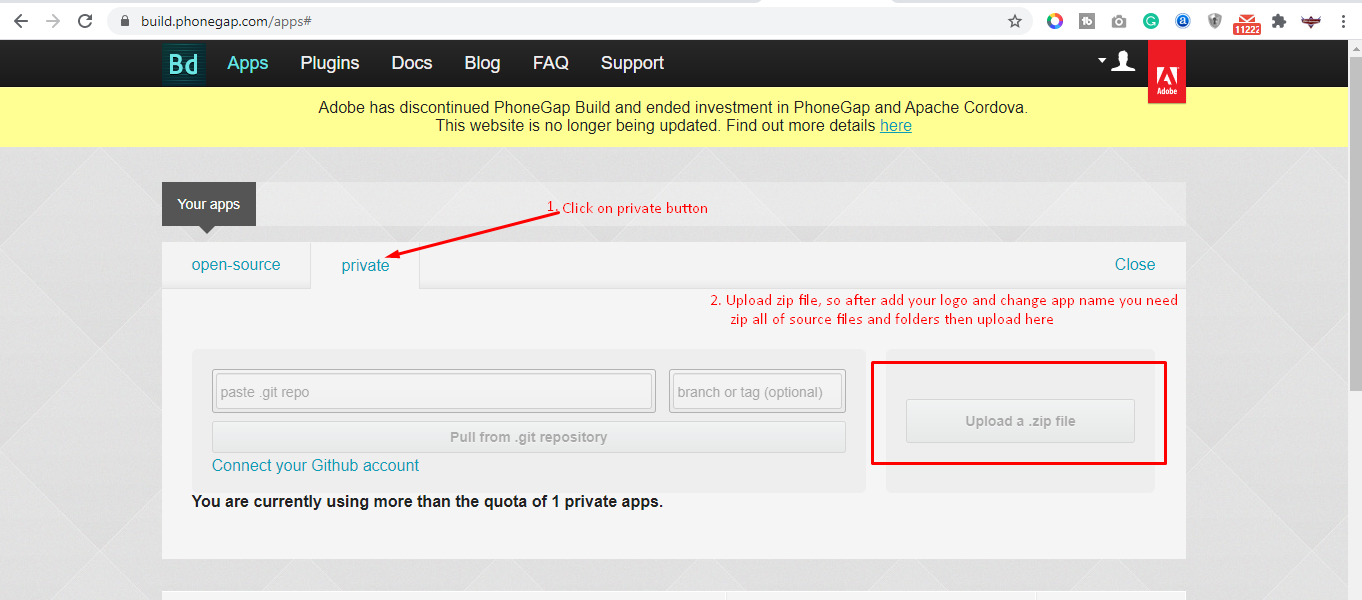 build.phonegap.com/apps#
11222
Bd Apps Plugins Docs Blog FAQ Support
Adobe
Adobe has discontinued PhoneGap Build and ended investment in PhoneGap and Apache Cordova.
This website is no longer being updated. Find out more details here
Your apps
1. Click on private button
open-source private Close
2. Upload zip file, so after add your logo and change app name you need
zip all of source files and folders then upload here
paste .git repo branch or tag (optional)
Upload a .zip file
Pull from .git repository
Connect your Github account
You are currently using more than the quota of 1 private apps.